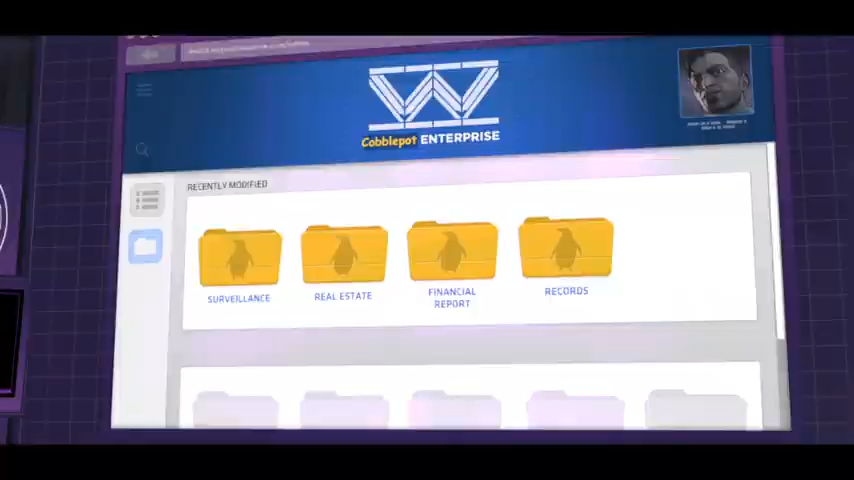 Cobblepot ENTERPRISE
RECENTLY MODIFIED
SURVEILLANCE
REAL ESTATE
FINANCIAL
REPORT
RECORDS